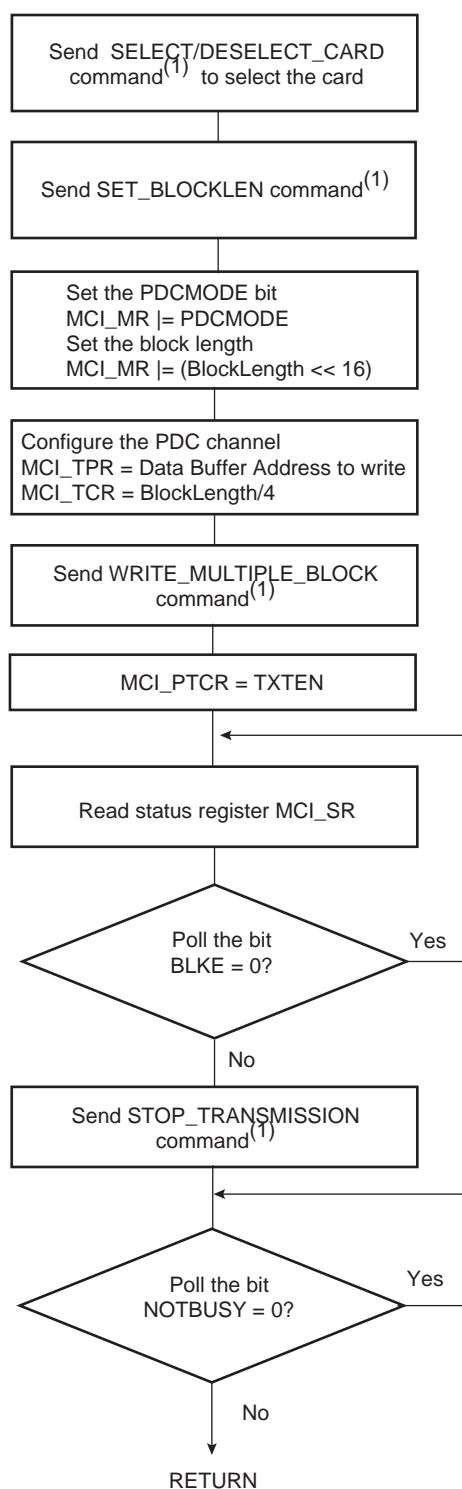 Send SELECT/DESELECT_CARD
command(1) to select the card
Send SET_BLOCKLEN command(1)
Set the PDCMODE bit
MCI_MR |= PDCMODE
Set the block length
MCI_MR |= (BlockLength << 16)
Configure the PDC channel
MCI_TPR = Data Buffer Address to write
MCI_TCR = BlockLength/4
Send WRITE_MULTIPLE_BLOCK
command(1)
MCI_PTCR = TXTEN
Read status register MCI_SR
Poll the bit
BLKE = 0?
Yes
No
Send STOP_TRANSMISSION
command(1)
Poll the bit
NOTBUSY = 0?
Yes
No
RETURN